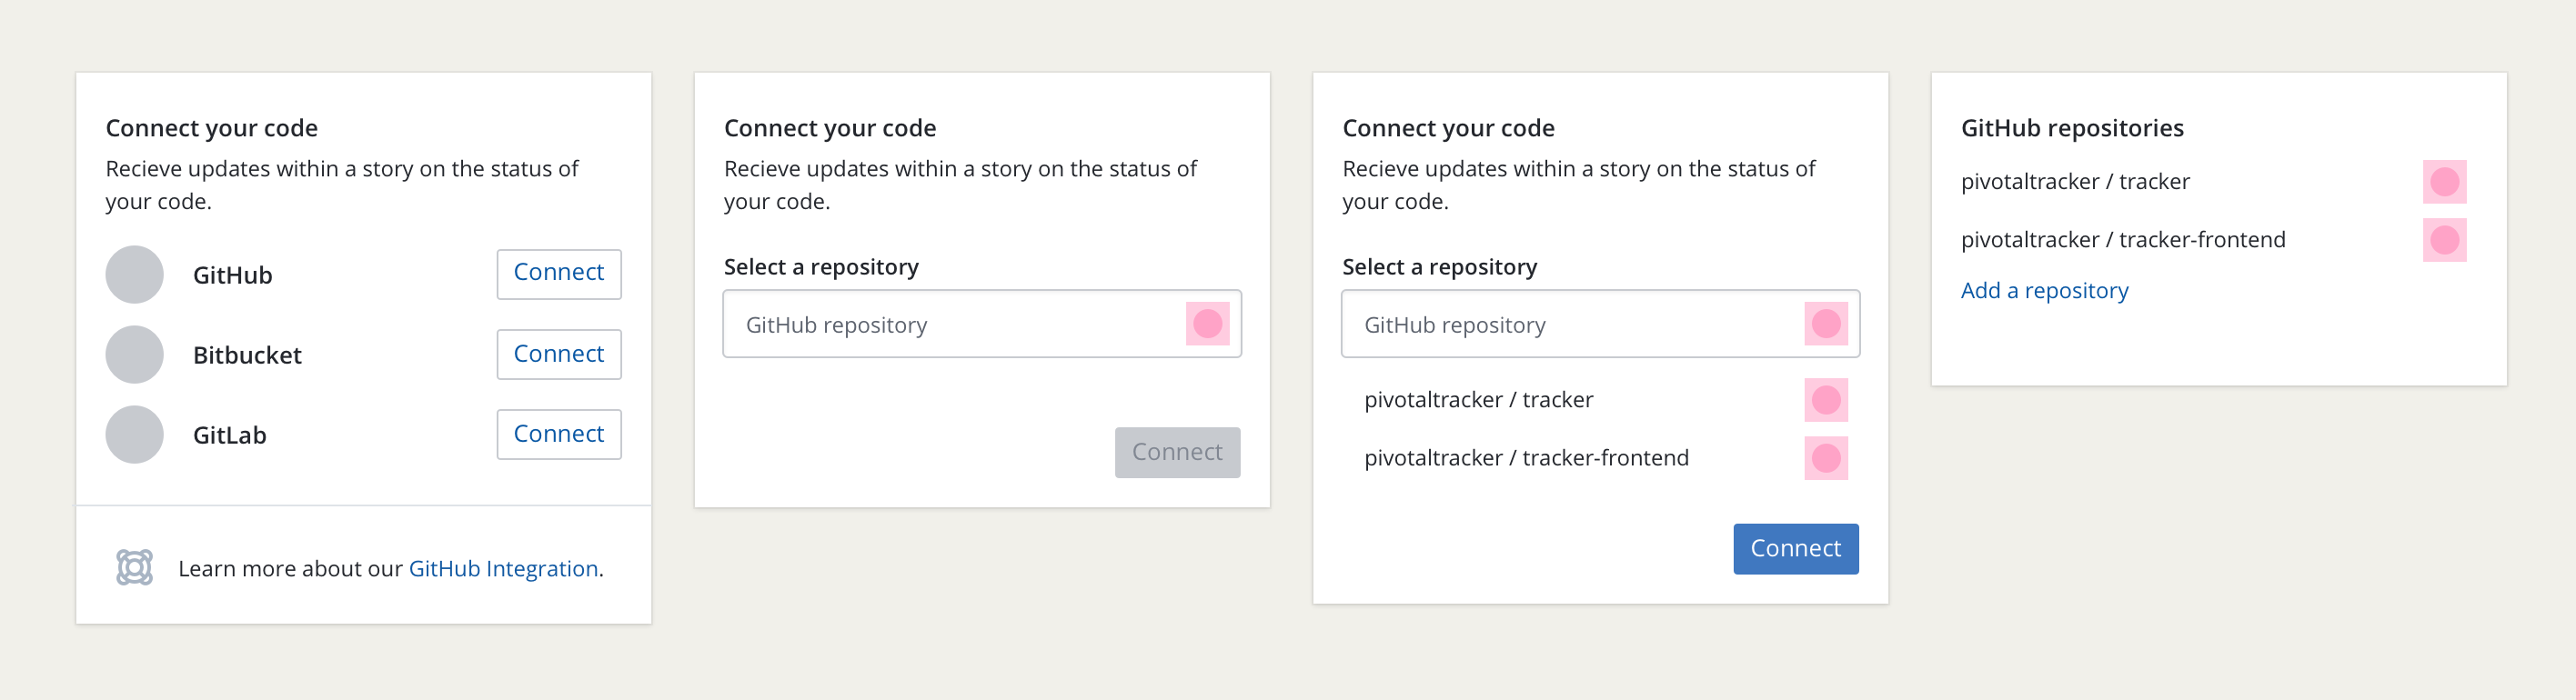 Connect your code
Recieve updates within a story on the status of
your code.
GitHub
Connect
Bitbucket
Connect
GitLab
Connect
Learn more about our GitHub Integration.
Connect your code
Recieve updates within a story on the status of
your code.
Select a repository
GitHub repository
Connect
Connect your code
Recieve updates within a story on the status of
your code.
Select a repository
GitHub repository
pivotaltracker / tracker
pivotaltracker / tracker-frontend
Connect
GitHub repositories
pivotaltracker / tracker
pivotaltracker / tracker-frontend
Add a repository